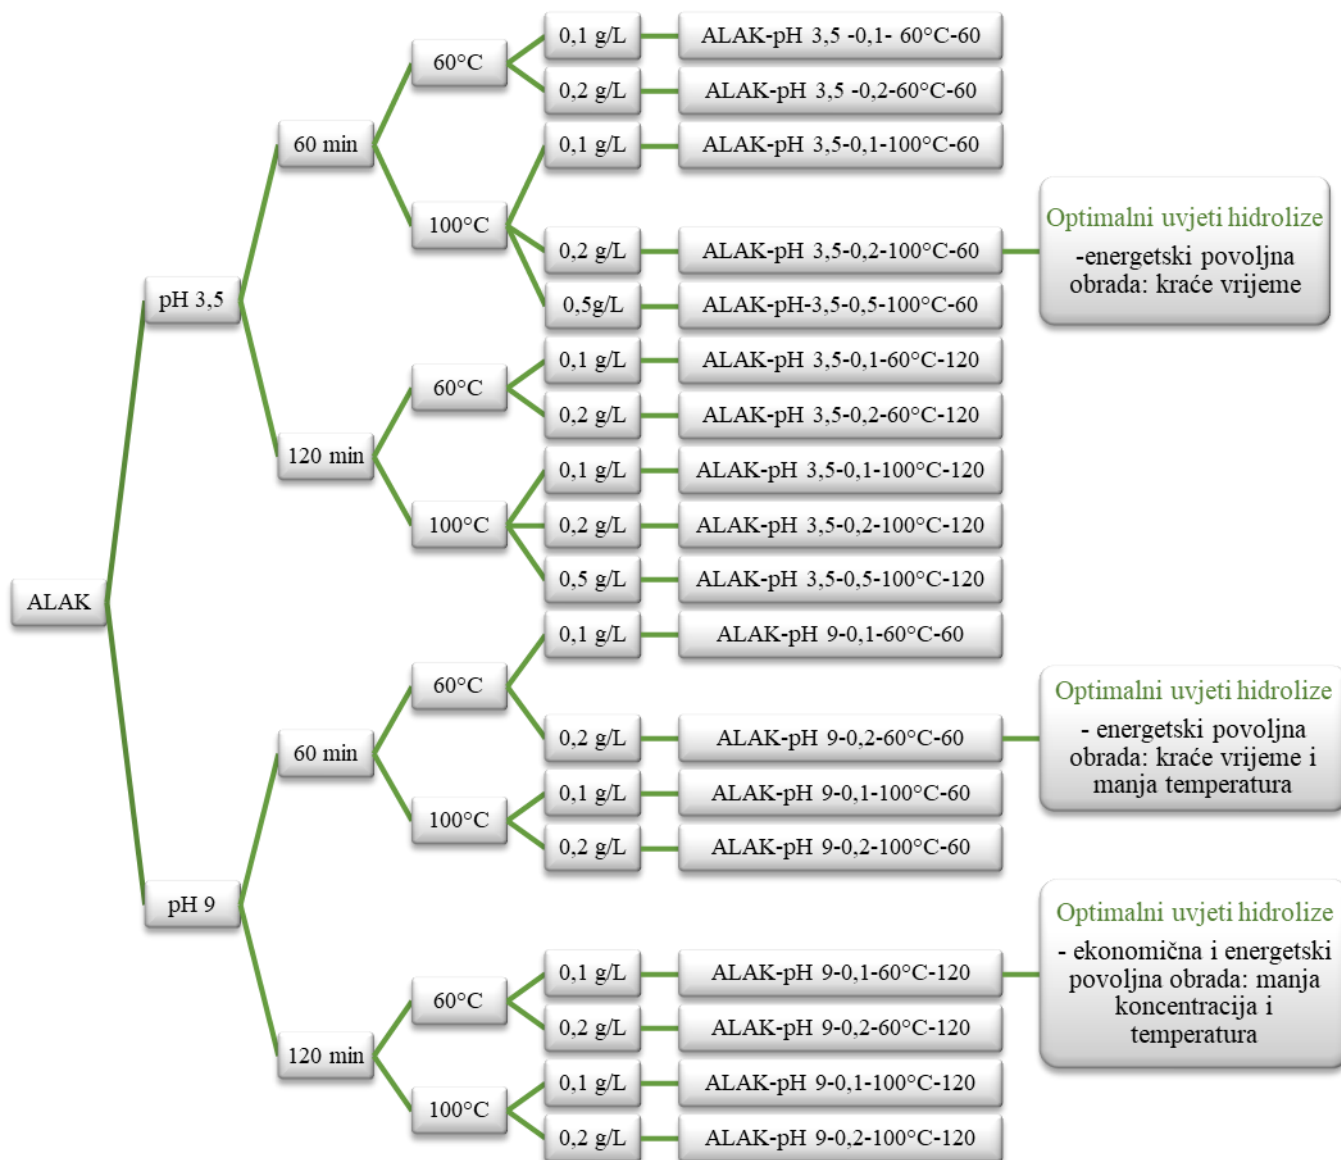 ALAK
pH 3,5
60 min
60°C
0,1 g/L
ALAK-pH 3,5 -0,1- 60°C-60
0,2 g/L
ALAK-pH 3,5 -0,2-60°C-60
100°C
0,1 g/L
ALAK-pH 3,5-0,1-100°C-60
0,2 g/L
ALAK-pH 3,5-0,2-100°C-60
Optimalni uvjeti hidrolize
-energetski povoljna
obrada: kraće vrijeme
0,5g/L
ALAK-pH-3,5-0,5-100°C-60
120 min
60°C
0,1 g/L
ALAK-pH 3,5-0,1-60°C-120
0,2 g/L
ALAK-pH 3,5-0,2-60°C-120
100°C
0,1 g/L
ALAK-pH 3,5-0,1-100°C-120
0,2 g/L
ALAK-pH 3,5-0,2-100°C-120
0,5 g/L
ALAK-pH 3,5-0,5-100°C-120
pH 9
60 min
60°C
0,1 g/L
ALAK-pH 9-0,1-60°C-60
0,2 g/L
ALAK-pH 9-0,2-60°C-60
Optimalni uvjeti hidrolize
- energetski povoljna
obrada: kraće vrijeme i
manja temperatura
100°C
0,1 g/L
ALAK-pH 9-0,1-100°C-60
0,2 g/L
ALAK-pH 9-0,2-100°C-60
120 min
60°C
0,1 g/L
ALAK-pH 9-0,1-60°C-120
Optimalni uvjeti hidrolize
- ekonomična i energetski
povoljna obrada: manja
koncentracija i
temperatura
0,2 g/L
ALAK-pH 9-0,2-60°C-120
100°C
0,1 g/L
ALAK-pH 9-0,1-100°C-120
0,2 g/L
ALAK-pH 9-0,2-100°C-120